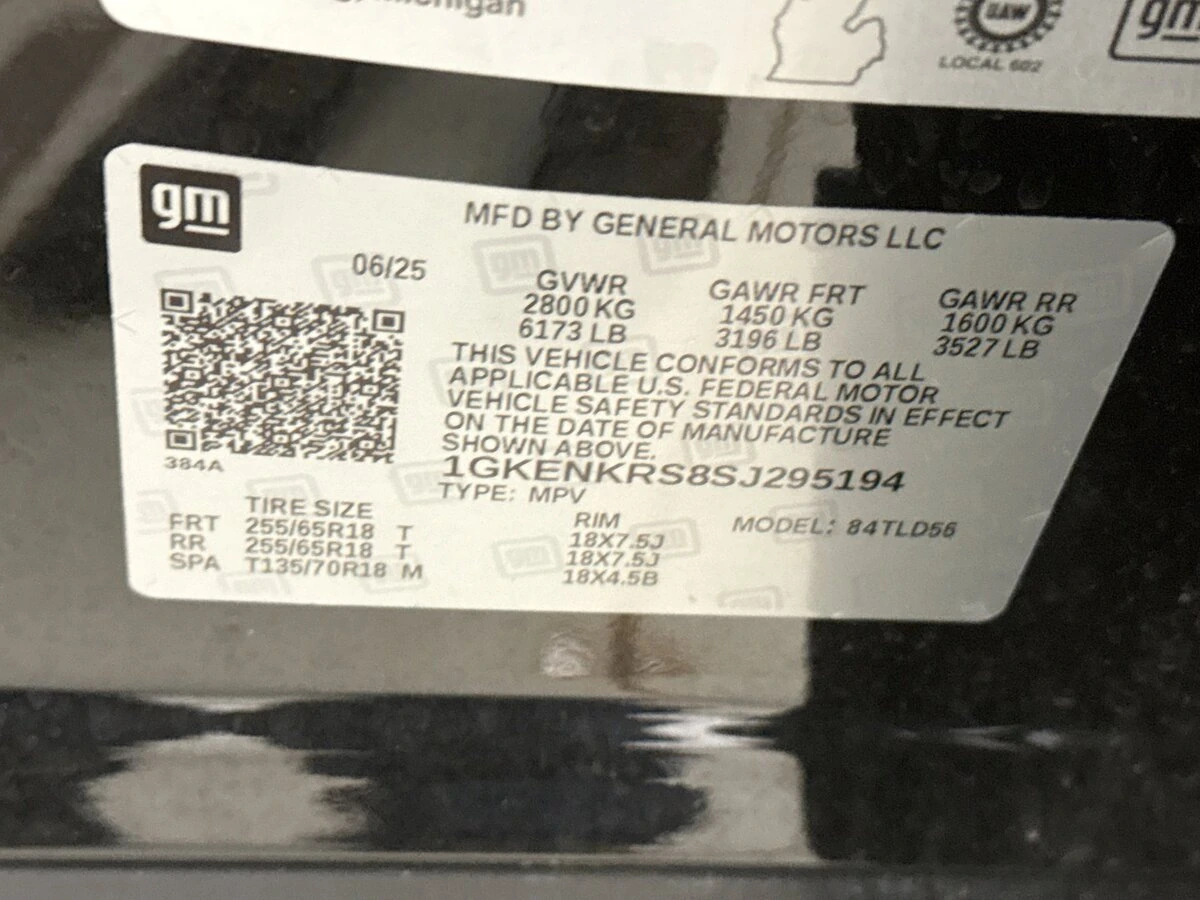 Michigan
UAW
LOCAL 602
gm
gm
MFD BY GENERAL MOTORS LLC
06/25
GVWR GAWR FRT GAWR RR
2800 KG 1450 KG 1600 KG
6173 LB 3196 LB 3527 LB
THIS VEHICLE CONFORMS TO ALL
APPLICABLE U.S. FEDERAL MOTOR
VEHICLE SAFETY STANDARDS IN EFFECT
ON THE DATE OF MANUFACTURE
SHOWN ABOVE.
384A
1GKENKRS8SJ295194
TYPE: MPV
TIRE SIZE RIM MODEL: 84TLD56
FRT 255/65R18 T 18X7.5J
RR 255/65R18 T 18X7.5J
SPA T135/70R18 M 18X4.5B